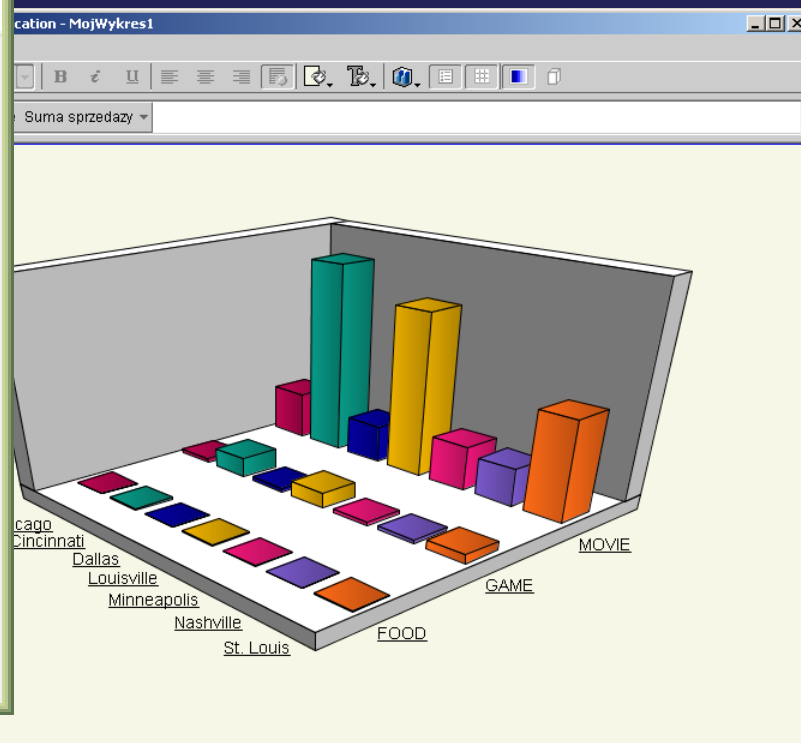 cation - MojWykres1
B i U
Suma sprzedazy
cago
Cincinnati
Dallas
Louisville
Minneapolis
Nashville
St. Louis
FOOD
GAME
MOVIE